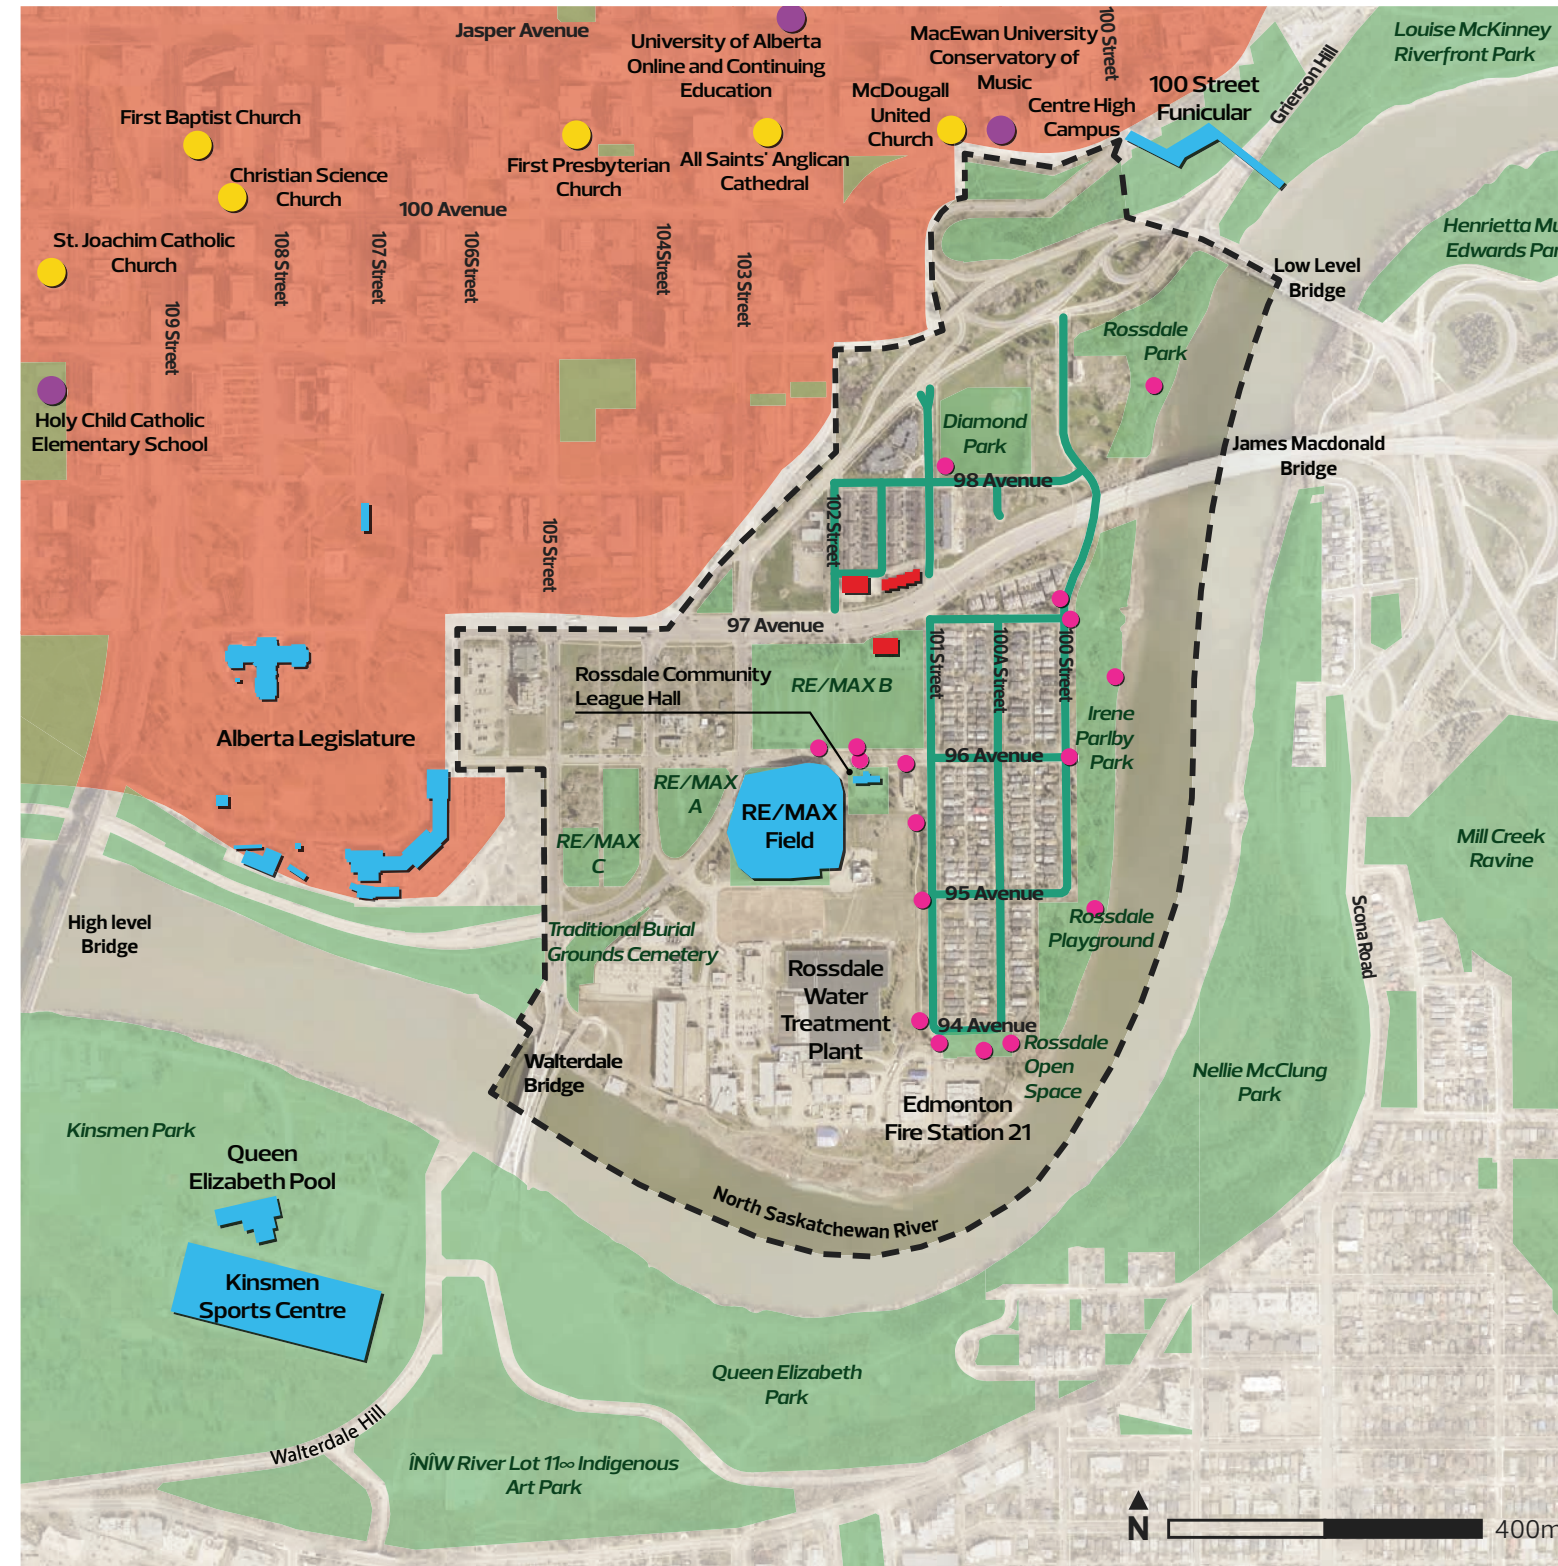 Jasper Avenue
University of Alberta
Online and Continuing
Education
MacEwan University
Conservatory of
Music
100 Street
Louise McKinney
Riverfront Park
Grierson Hill
100 Street
Funicular
McDougall
United
Church
Centre High
Campus
First Baptist Church
First Presbyterian
Church
All Saints' Anglican
Cathedral
Christian Science
Church
100 Avenue
St. Joachim Catholic
Church
109 Street
108 Street
107 Street
106Street
104Street
103 Street
Henrietta Mu
Edwards Par
Low Level
Bridge
Rossdale
Park
Holy Child Catholic
Elementary School
Diamond
Park
James Macdonald
Bridge
98 Avenue
102 Street
105 Street
97 Avenue
Rossdale Community
League Hall
RE/MAX B
101 Street
100A Street
100 Street
Irene
Parlby
Park
Alberta Legislature
96 Avenue
RE/MAX
A
RE/MAX
Field
RE/MAX
C
Mill Creek
Ravine
95 Avenue
Rossdale
Playground
High level
Bridge
Traditional Burial
Grounds Cemetery
Scona Road
Rossdale
Water
Treatment
Plant
94 Avenue
Rossdale
Open
Space
Walterdale
Bridge
Nellie McClung
Park
Edmonton
Fire Station 21
Kinsmen Park
Queen
Elizabeth Pool
North Saskatchewan River
Kinsmen
Sports Centre
Queen Elizabeth
Park
Walterdale Hill
ÎNÎW River Lot 11∞ Indigenous
Art Park
N
400m